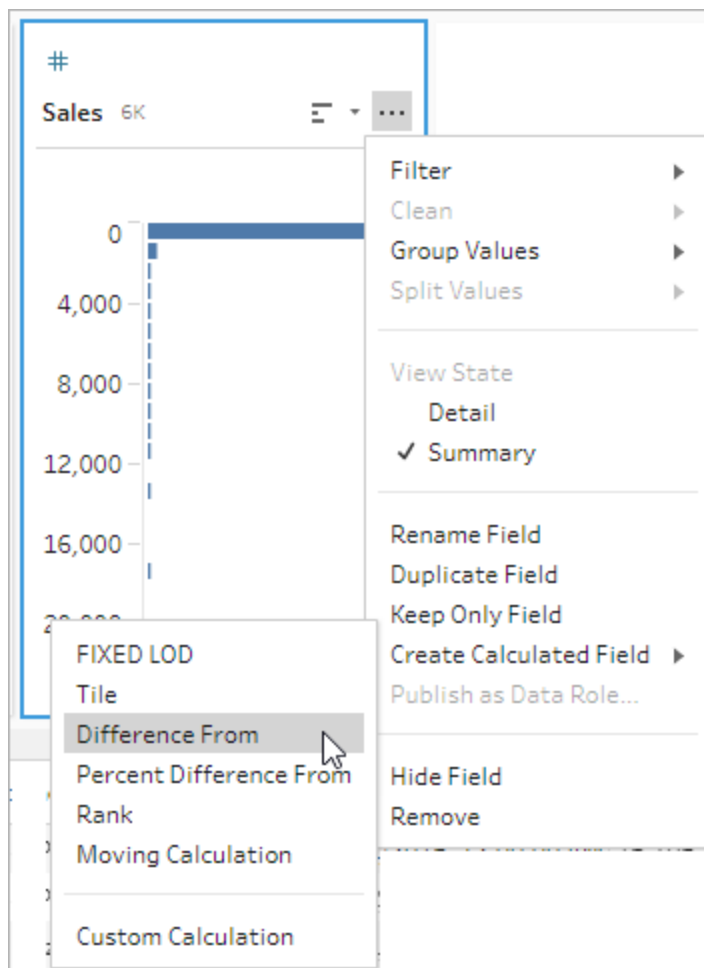 #
Sales 6K
Filter
Clean
Group Values
Split Values
View State
Detail
✓ Summary
Rename Field
Duplicate Field
Keep Only Field
Create Calculated Field
Publish as Data Role...
Hide Field
Remove
0
4,000
8,000
12,000
16,000
FIXED LOD
Tile
Difference From
Percent Difference From
Rank
Moving Calculation
Custom Calculation